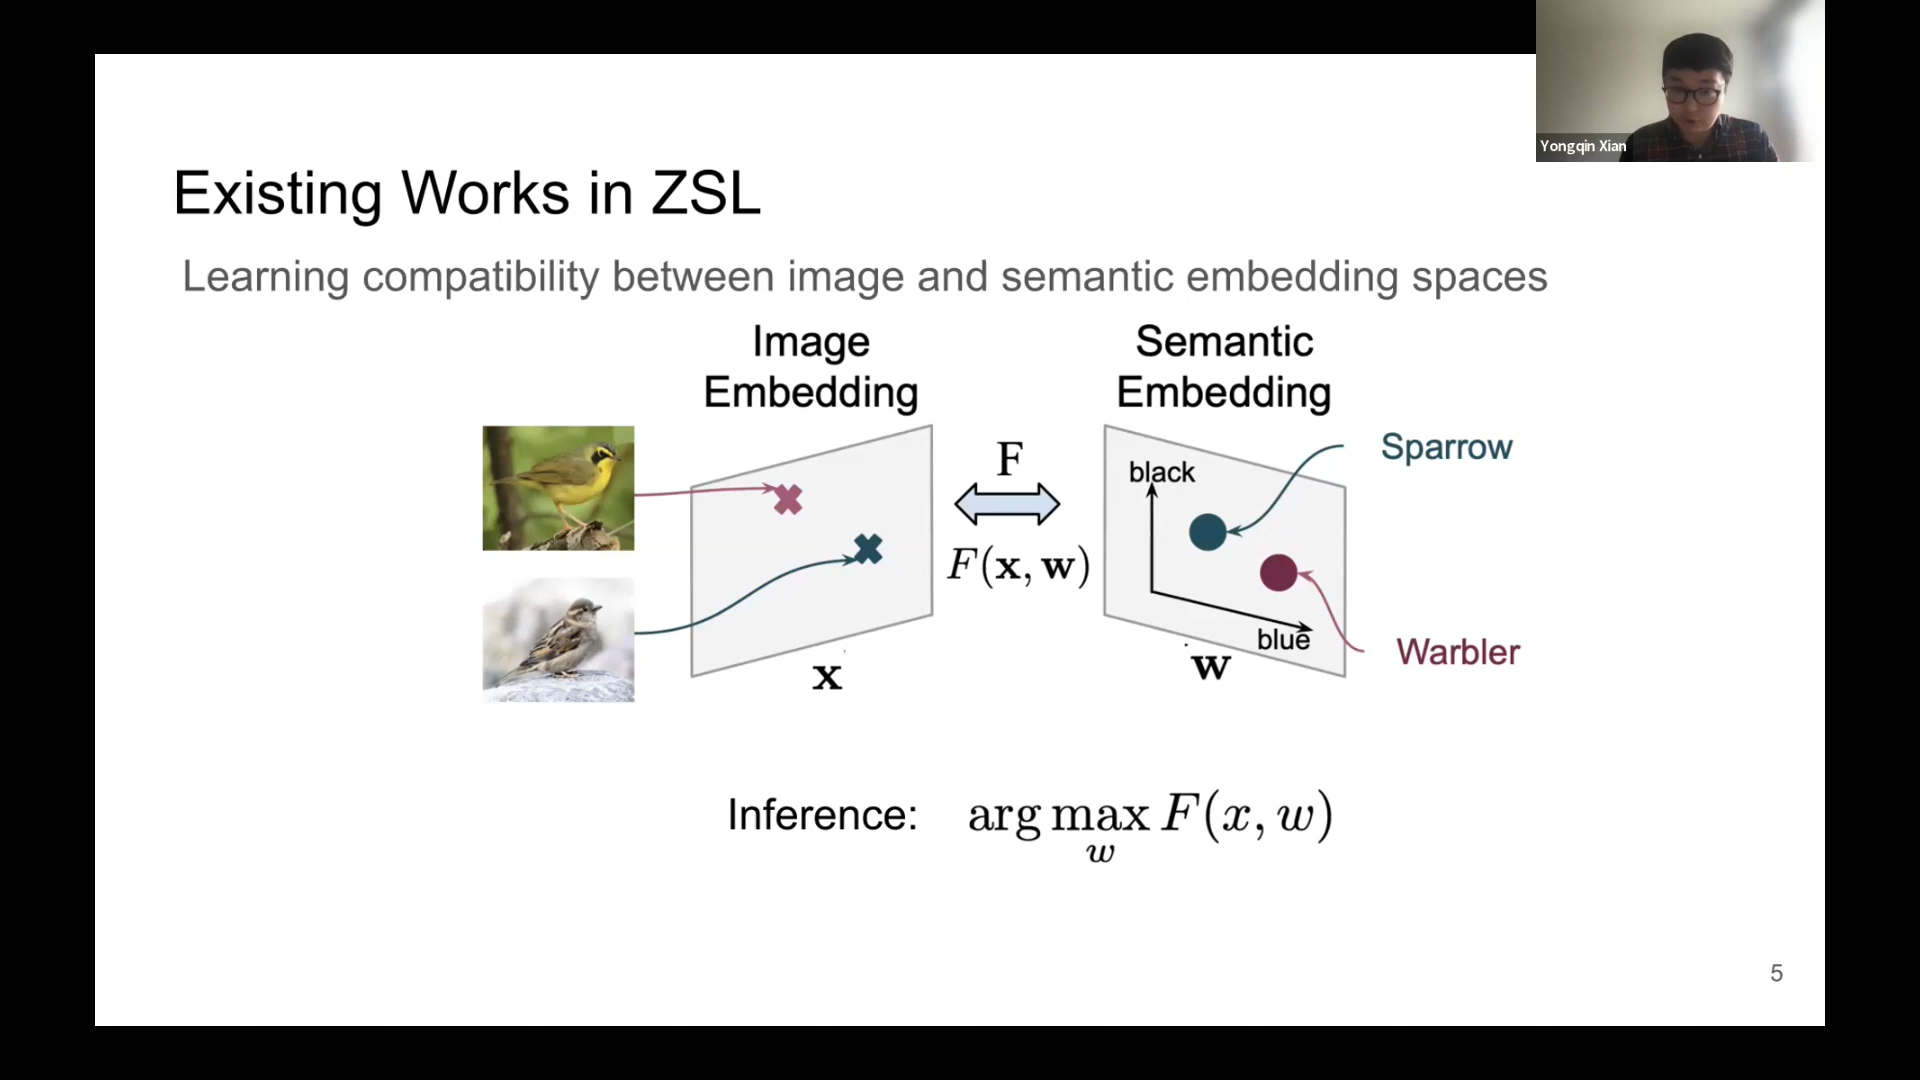 Yongqin Xian
Existing Works in ZSL
Learning compatibility between image and semantic embedding spaces
Image
Embedding
Semantic
Embedding
F
F(x, w)
black
blue
Sparrow
Warbler
x
w
Inference: arg max F(x, w)
w
5